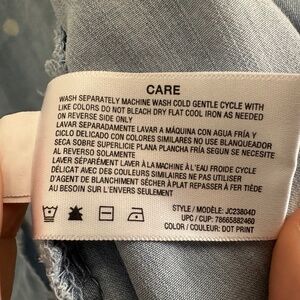 CARE
WASH SEPARATELY MACHINE WASH COLD GENTLE CYCLE WITH
LIKE COLORS DO NOT BLEACH DRY FLAT COOL IRON AS NEEDED
ON REVERSE SIDE ONLY
LAVAR SEPARADAMENTE LAVAR A MÁQUINA CON AGUA FRÍA Y
CICLO DELICADO CON COLORES SIMILARES NO USE BLANQUEADOR
SECA SOBRE SUPERFICIE PLANA PLANCHA FRÍA SEGÚN SE NECESITE
AL REVERSO SOLAMENTE
LAVER SÉPARÉMENT LAVER À LA MACHINE À L'EAU FROIDE CYCLE
DÉLICAT AVEC DES COULEURS SIMILAIRES NE PAS UTILISER
D'AGENT DE BLANCHIMENT SÉCHER À PLAT REPASSER À TIÈDE
AU BESOIN SUR L'ENVERS SEULEMENT
STYLE / MODÈLE: JC23804D
UPC / CUP: 78665882460
COLOR / COULEUR: DOT PRINT